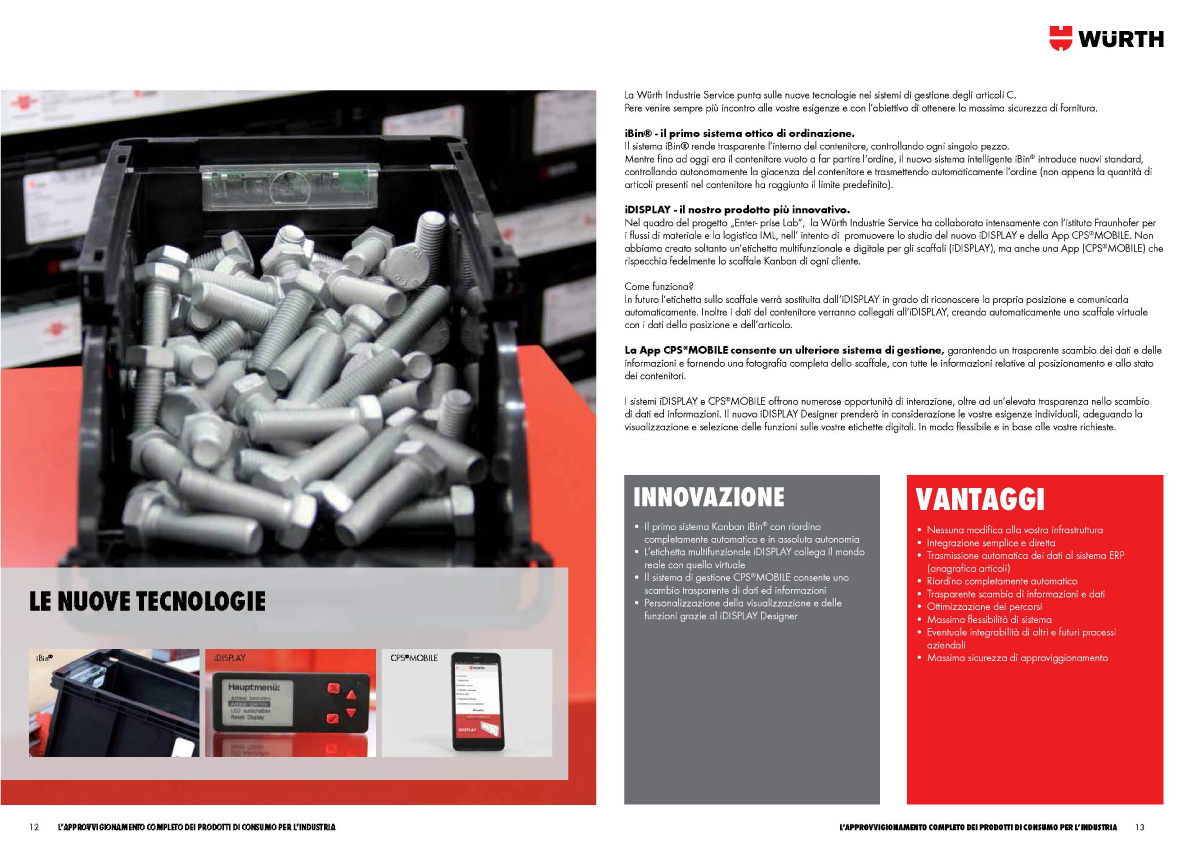 WÜRTH
La Würth Industrie Service punta sulle nuove tecnologie nei sistemi di gestione degli articoli C.
Pere venire sempre più incontro alle vostre esigenze e con l'obiettivo di ottenere la massima sicurezza di fornitura.
iBin® - il primo sistema ottico di ordinazione.
Il sistema iBin® rende trasparente l'interno del contenitore, controllando ogni singolo pezzo.
Mentre fino ad oggi era il contenitore vuoto a far partire l'ordine, il nuovo sistema intelligente iBin® introduce nuovi standard,
controllando autonomamente la giacenza del contenitore e trasmettendo automaticamente l'ordine (non appena la quantità di
articoli presenti nel contenitore ha raggiunto il limite predefinito).
iDISPLAY - il nostro prodotto più innovativo.
Nel quadro del progetto „Enter- prise Lab", la Würth Industrie Service ha collaborato intensamente con l'istituto Fraunhofer per
i flussi di materiale e la logistica IML, nell' intento di promuovere lo studio del nuovo iDISPLAY e della App CPS®MOBILE. Non
abbiamo creato soltanto un'etichetta multifunzionale e digitale per gli scaffali (iDISPLAY), ma anche una App (CPS®MOBILE) che
rispecchia fedelmente lo scaffale Kanban di ogni cliente.
Come funziona?
In futuro l'etichetta sullo scaffale verrà sostituita dall'iDISPLAY in grado di riconoscere la propria posizione e comunicarla
automaticamente. Inoltre i dati del contenitore verranno collegati all'iDISPLAY, creando automaticamente uno scaffale virtuale
con i dati della posizione e dell'articolo.
La App CPS®MOBILE consente un ulteriore sistema di gestione, garantendo un trasparente scambio dei dati e delle
informazioni e fornendo una fotografia completa dello scaffale, con tutte le informazioni relative al posizionamento e allo stato
dei contenitori.
I sistemi iDISPLAY e CPS®MOBILE offrono numerose opportunità di interazione, oltre ad un'elevata trasparenza nello scambio
di dati ed informazioni. Il nuovo iDISPLAY Designer prenderà in considerazione le vostre esigenze individuali, adeguando la
visualizzazione e selezione delle funzioni sulle vostre etichette digitali. In modo flessibile e in base alle vostre richieste.
LE NUOVE TECNOLOGIE
iBin®
iDISPLAY
Hauptmenü:
Artikel bestellen
Artikel sperren
LED ausschalten
Reset Display
CPS®MOBILE
WÜRTH
iDISPLAY
INNOVAZIONE
• Il primo sistema Kanban iBin® con riordino
completamente automatico e in assoluta autonomia
• L'etichetta multifunzionale iDISPLAY collega il mondo
reale con quello virtuale
• Il sistema di gestione CPS®MOBILE consente uno
scambio trasparente di dati ed informazioni
• Personalizzazione della visualizzazione e delle
funzioni grazie al iDISPLAY Designer
VANTAGGI
• Nessuna modifica alla vostra infrastruttura
• Integrazione semplice e diretta
• Trasmissione automatica dei dati al sistema ERP
(anagrafica articoli)
• Riordino completamente automatico
• Trasparente scambio di informazioni e dati
• Ottimizzazione dei percorsi
• Massima flessibilità di sistema
• Eventuale integrabilità di altri e futuri processi
aziendali
• Massima sicurezza di approviggionamento
12 L'APPROVVIGIONAMENTO COMPLETO DEI PRODOTTI DI CONSUMO PER L'INDUSTRIA
L'APPROVVIGIONAMENTO COMPLETO DEI PRODOTTI DI CONSUMO PER L'INDUSTRIA 13